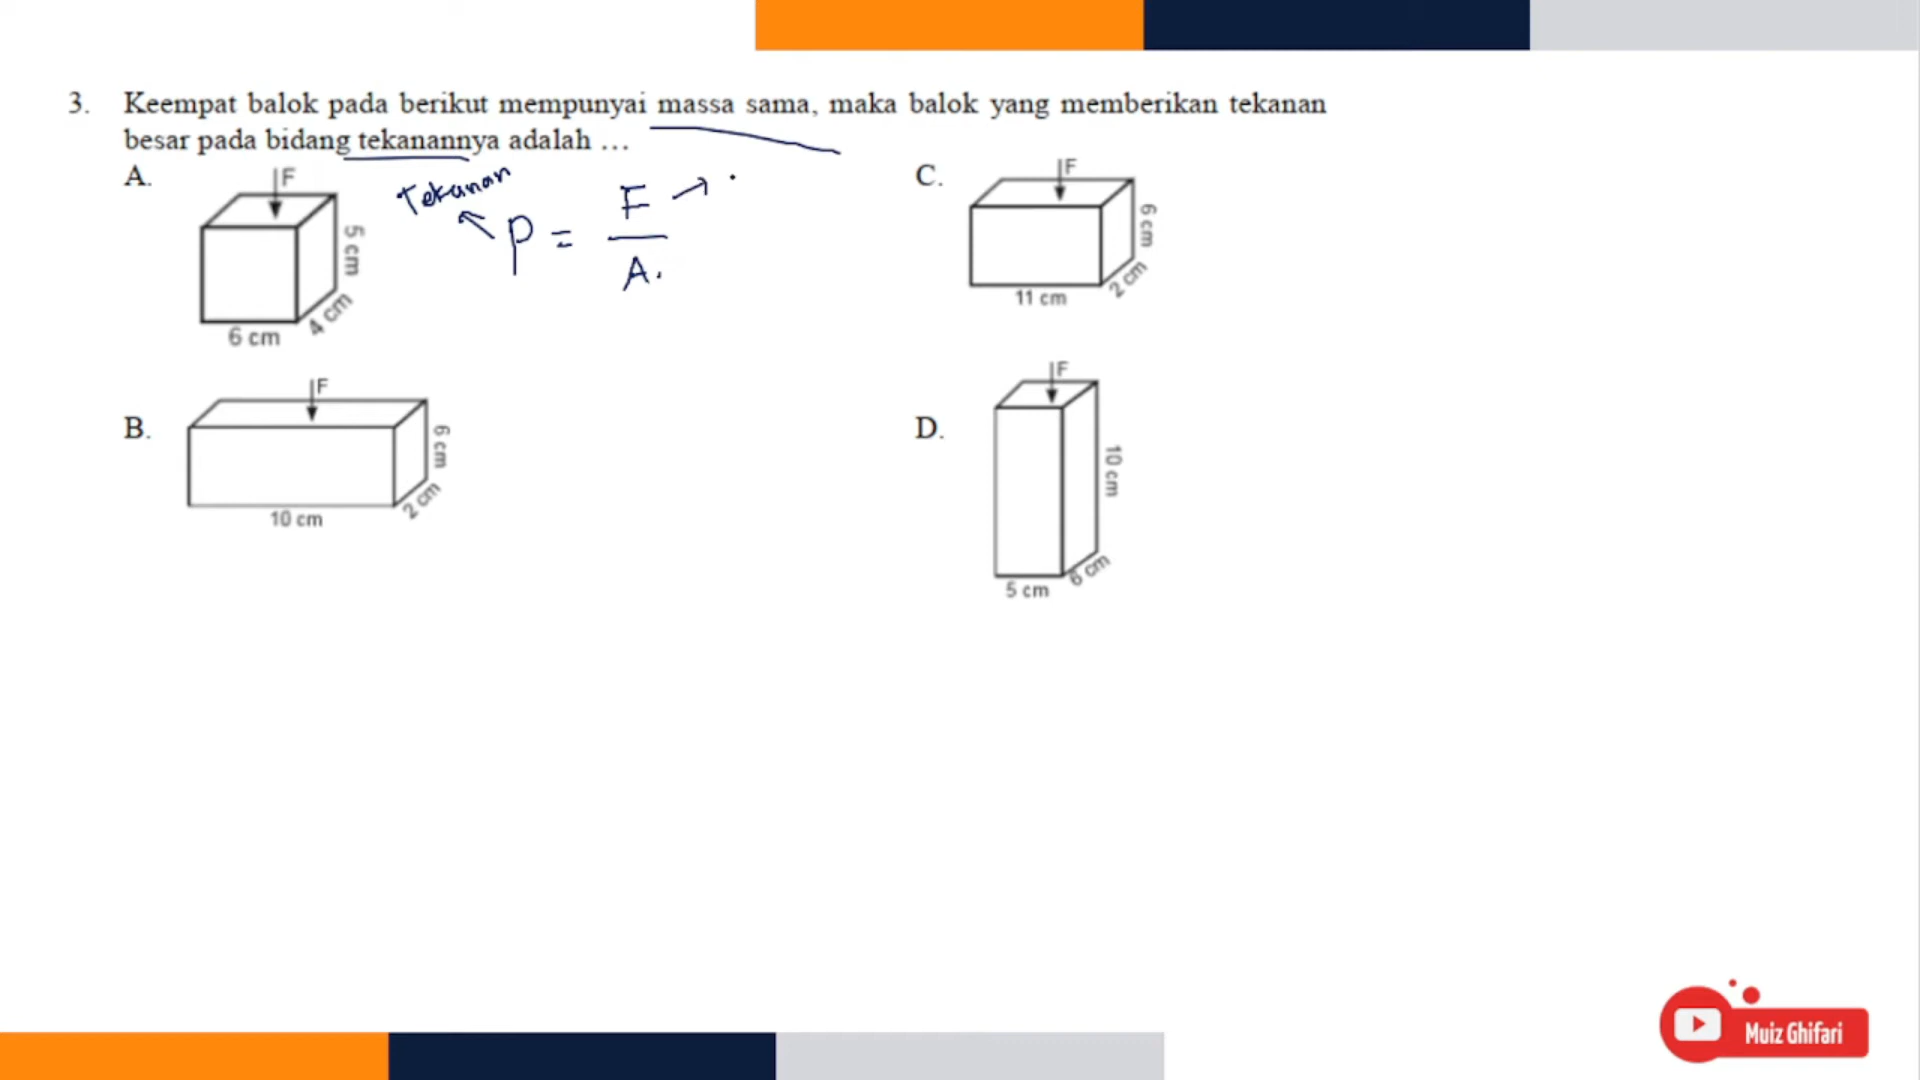 3. Keempat balok pada berikut mempunyai massa sama, maka balok yang memberikan tekanan
besar pada bidang tekanannya adalah ...
A.
F
5 cm
4 cm
6 cm
Tekanan
P = F
A.
C.
F
6 cm
2 cm
11 cm
B.
F
6 cm
2 cm
10 cm
D.
F
10 cm
6 cm
5 cm
Muiz Ghifari